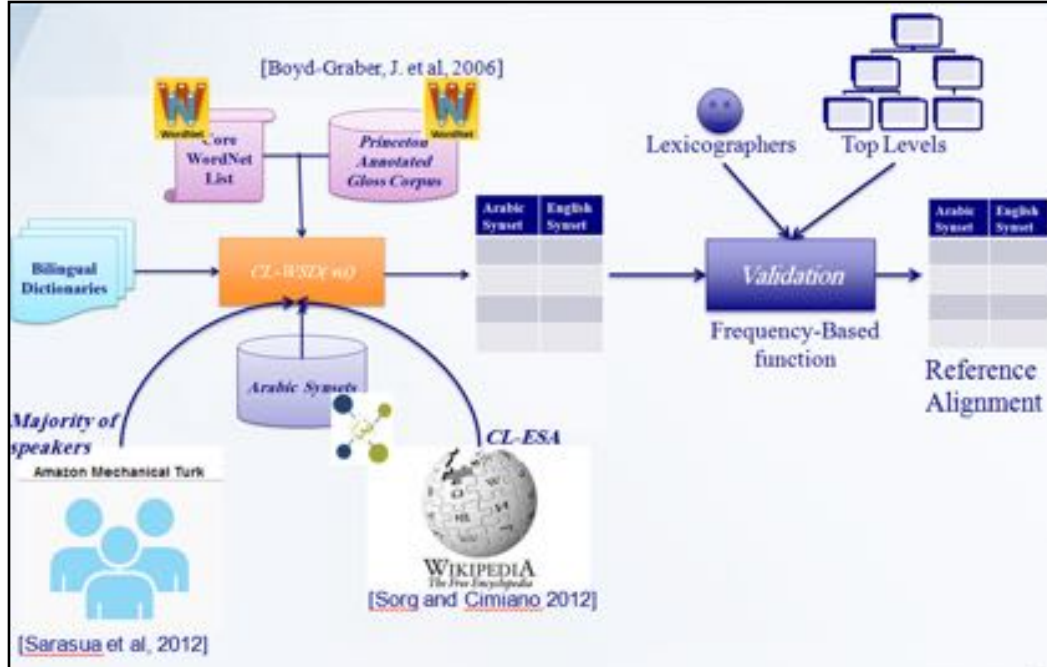 [Boyd-Graber, J. et al, 2006]
WordNet
WordNet
Core
WordNet
List
Princeton
Annotated
Gloss Corpus
Lexicographers
Top Levels
Arabic
Synset
English
Synset
Arabic
Synset
English
Synset
Bilingual
Dictionaries
Validation
Frequency-Based
function
Arabic Synsets
Reference
Alignment
Majority of
speakers
CL-ESA
Amazon Mechanical Turk
WIKIPEDIA
The Free Encyclopedia
[Sorg and Cimiano 2012]
[Sarasua et al, 2012]